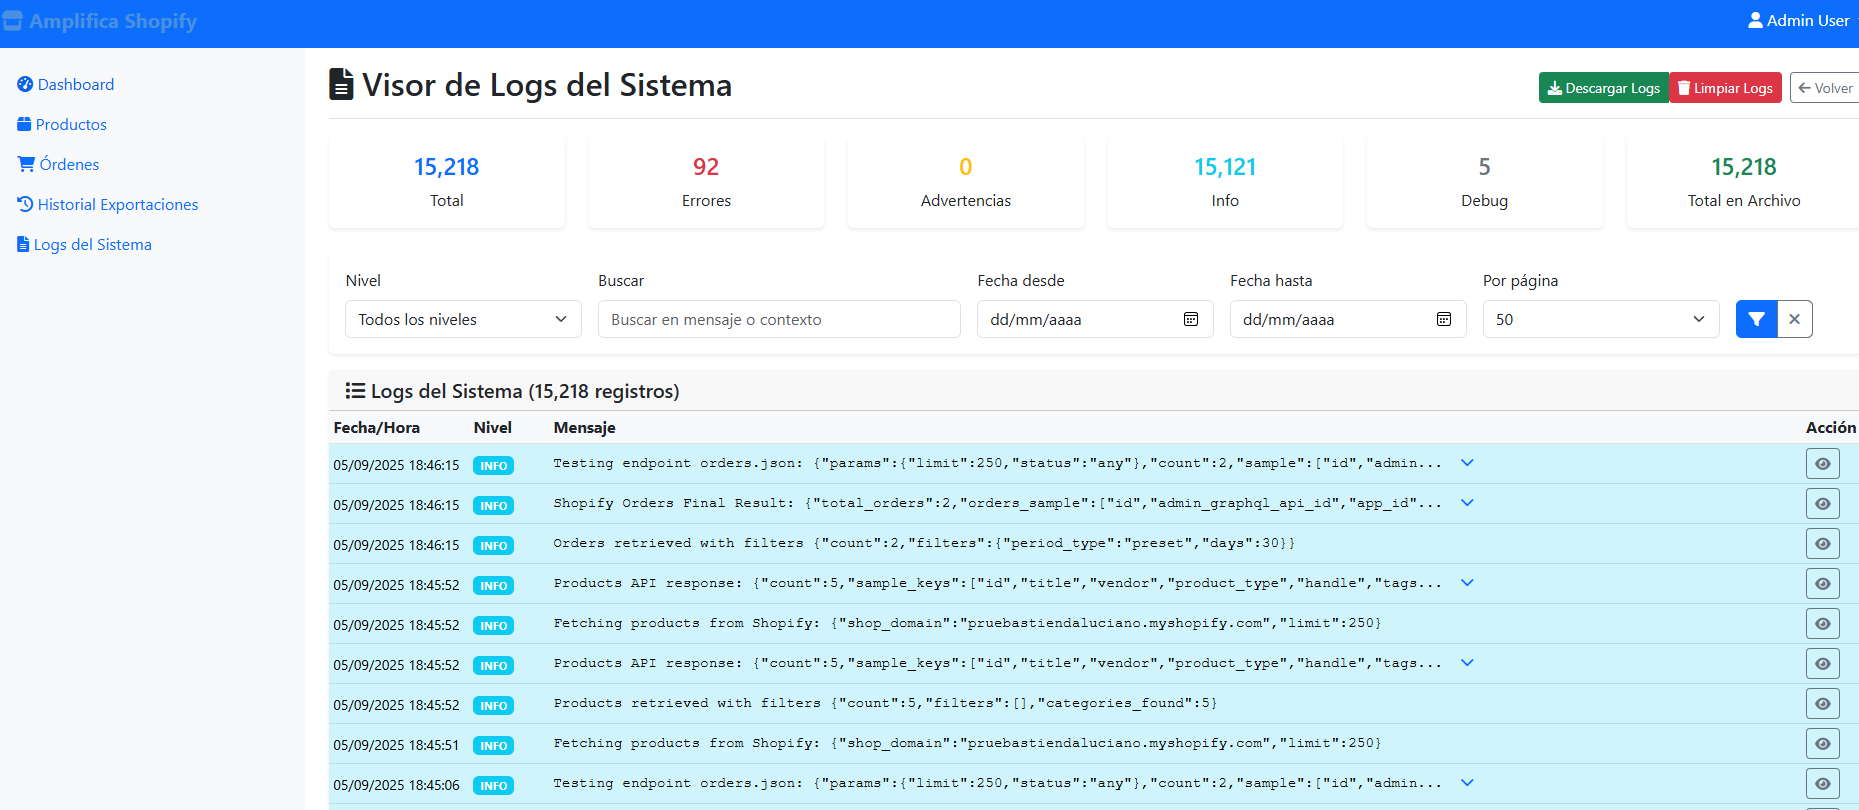 Amplifica Shopify
Admin User
Dashboard
Productos
Órdenes
Historial Exportaciones
Logs del Sistema
Visor de Logs del Sistema
Descargar Logs
Limpiar Logs
Volver
15,218
Total
92
Errores
0
Advertencias
15,121
Info
5
Debug
15,218
Total en Archivo
Nivel
Todos los niveles
Buscar
Buscar en mensaje o contexto
Fecha desde
dd/mm/aaaa
Fecha hasta
dd/mm/aaaa
Por página
50
Logs del Sistema (15,218 registros)
Fecha/Hora Nivel Mensaje Acción
05/09/2025 18:46:15 INFO Testing endpoint orders.json: {"params":{"limit":250,"status":"any"},"count":2,"sample":["id","admin...
05/09/2025 18:46:15 INFO Shopify Orders Final Result: {"total_orders":2,"orders_sample":["id","admin_graphql_api_id","app_id"...
05/09/2025 18:46:15 INFO Orders retrieved with filters {"count":2,"filters":{"period_type":"preset","days":30}}
05/09/2025 18:45:52 INFO Products API response: {"count":5,"sample_keys":["id","title","vendor","product_type","handle","tags...
05/09/2025 18:45:52 INFO Fetching products from Shopify: {"shop_domain":"pruebastiendaluciano.myshopify.com","limit":250}
05/09/2025 18:45:52 INFO Products API response: {"count":5,"sample_keys":["id","title","vendor","product_type","handle","tags...
05/09/2025 18:45:52 INFO Products retrieved with filters {"count":5,"filters":[],"categories_found":5}
05/09/2025 18:45:51 INFO Fetching products from Shopify: {"shop_domain":"pruebastiendaluciano.myshopify.com","limit":250}
05/09/2025 18:45:06 INFO Testing endpoint orders.json: {"params":{"limit":250,"status":"any"},"count":2,"sample":["id","admin...